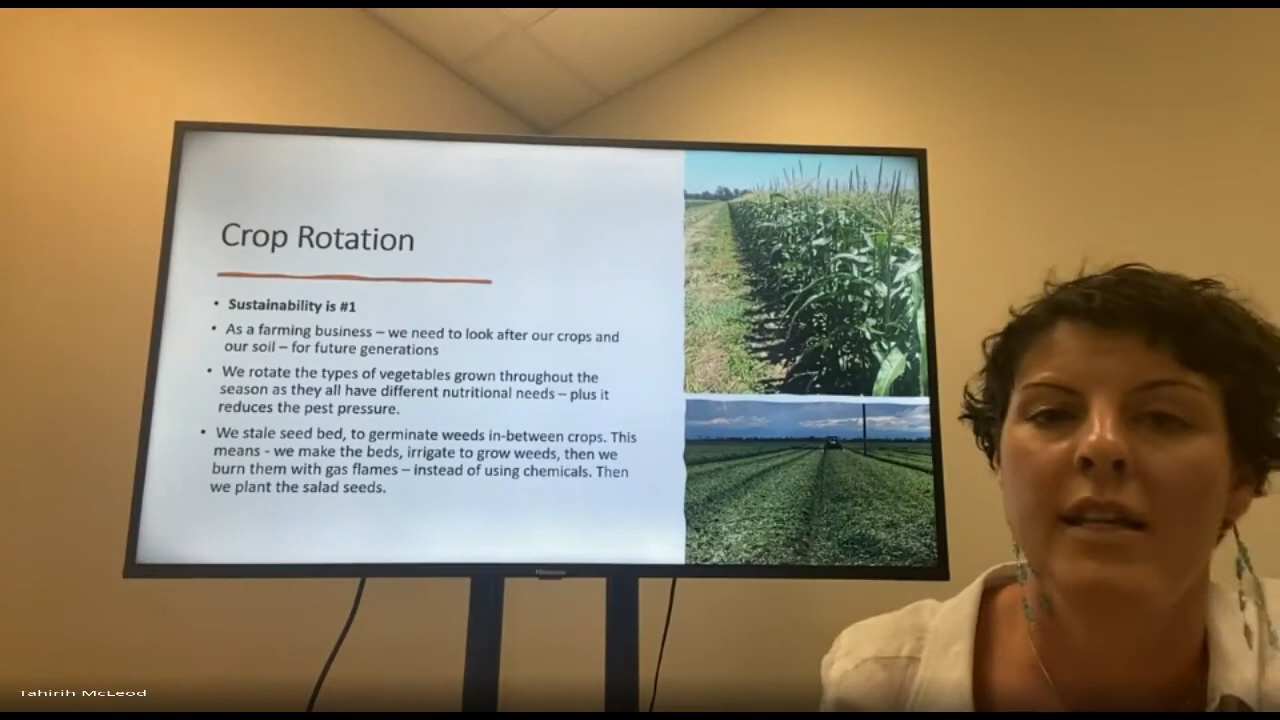 Crop Rotation
• Sustainability is #1
• As a farming business – we need to look after our crops and
our soil – for future generations
• We rotate the types of vegetables grown throughout the
season as they all have different nutritional needs – plus it
reduces the pest pressure.
• We stale seed bed, to germinate weeds in-between crops. This
means - we make the beds, irrigate to grow weeds, then we
burn them with gas flames – instead of using chemicals. Then
we plant the salad seeds.
Hisense
Tahirih McLeod